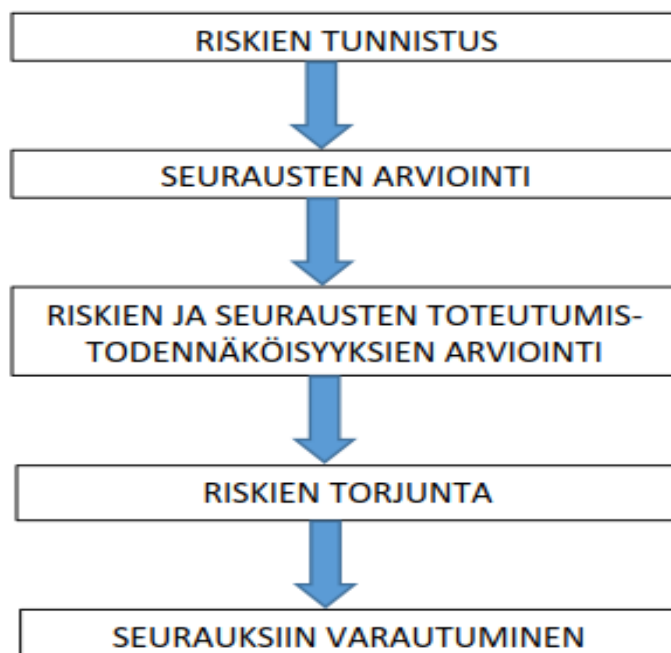 RISKIEN TUNNISTUS
SEURAUSTEN ARVIOINTI
RISKIEN JA SEURAUSTEN TOTEUTUMIS-
TODENNÄKÖISYYKSIEN ARVIOINTI
RISKIEN TORJUNTA
SEURAUKSIIN VARAUTUMINEN